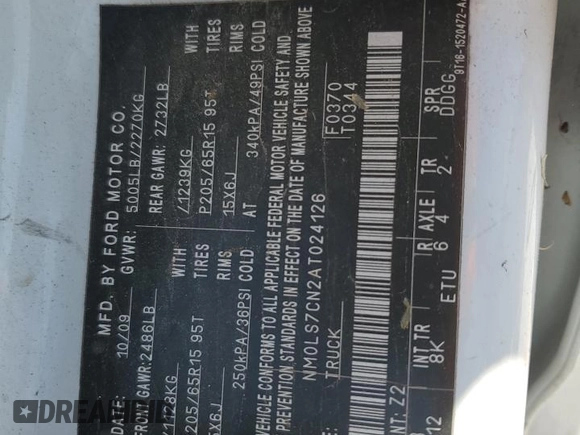 MFD. BY FORD MOTOR CO.
10/09 GVWR: 5005LB/2270KG
FRONT GAWR:2486LB REAR GAWR: 2732LB
/1128KG WITH /1239KG WITH
205/65R15 95T TIRES P205/65R15 95T TIRES
5X6J RIMS 15X6J RIMS
250kPA/36PSI COLD AT 340kPA/49PSI COLD
VEHICLE CONFORMS TO ALL APPLICABLE FEDERAL MOTOR VEHICLE SAFETY AND
PREVENTION STANDARDS IN EFFECT ON THE DATE OF MANUFACTURE SHOWN ABOVE
NM0LS7CN2AT024126 F0370
TRUCK T0344
NT: Z2
INT TR R AXLE TR SPR
12 8K 6 4 2 DDGG
ETU
9T16-1520472-A
AUTOHELPERBOT.COM